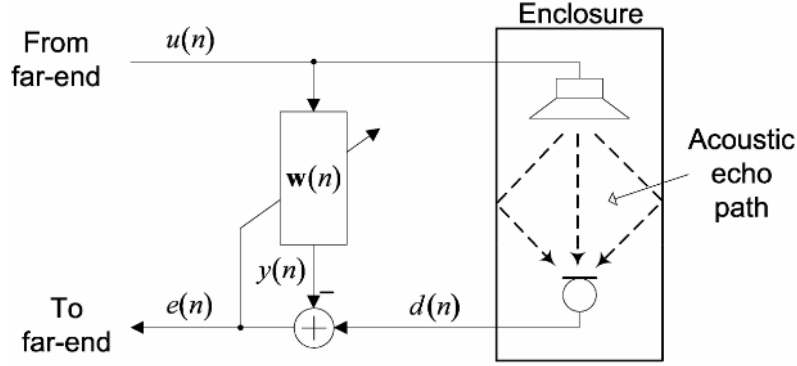 Enclosure
From
far-end
u(n)
Acoustic
echo
path
w(n)
y(n)
−
+
To
far-end
e(n)
d(n)